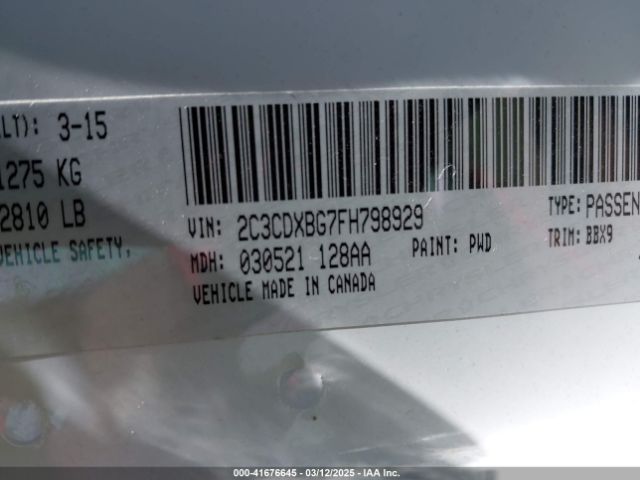 LT): 3-15
1275 KG
2810 LB
VEHICLE SAFETY,
VIN: 2C3CDXBG7FH798929
TYPE: PASSEN
MDH: 030521 128AA
PAINT: PWD
TRIM: BBX9
VEHICLE MADE IN CANADA
000-41676645 / 03/12/2025 - IAA Inc.